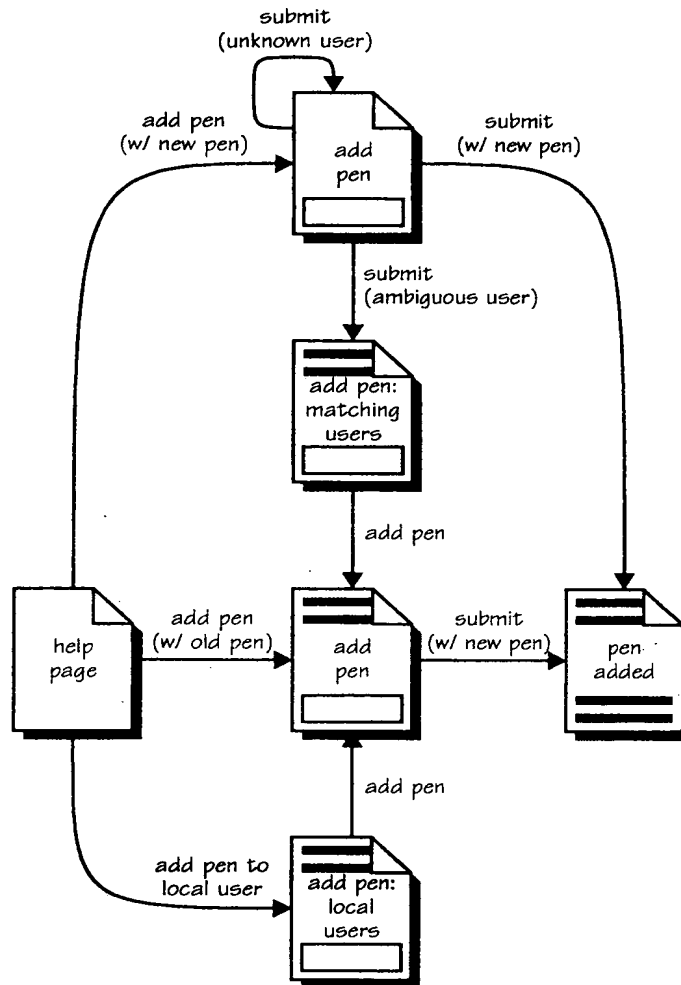 submit
(unknown user)
add pen
(w/ new pen)
add
pen
submit
(w/ new pen)
submit
(ambiguous user)
add pen:
matching
users
add pen
help
page
add pen
(w/ old pen)
add
pen
submit
(w/ new pen)
pen
added
add pen
add pen to
local user
add pen:
local
users